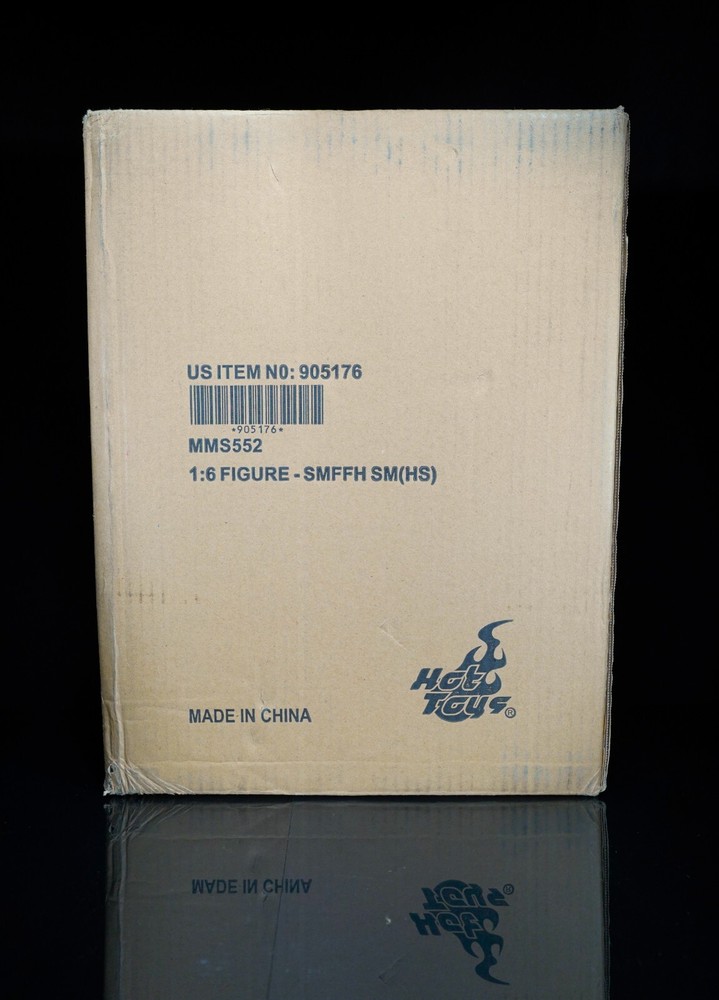 US ITEM N0: 905176
*905176*
MMS552
1:6 FIGURE - SMFFH SM(HS)
Hot
Toys®
MADE IN CHINA